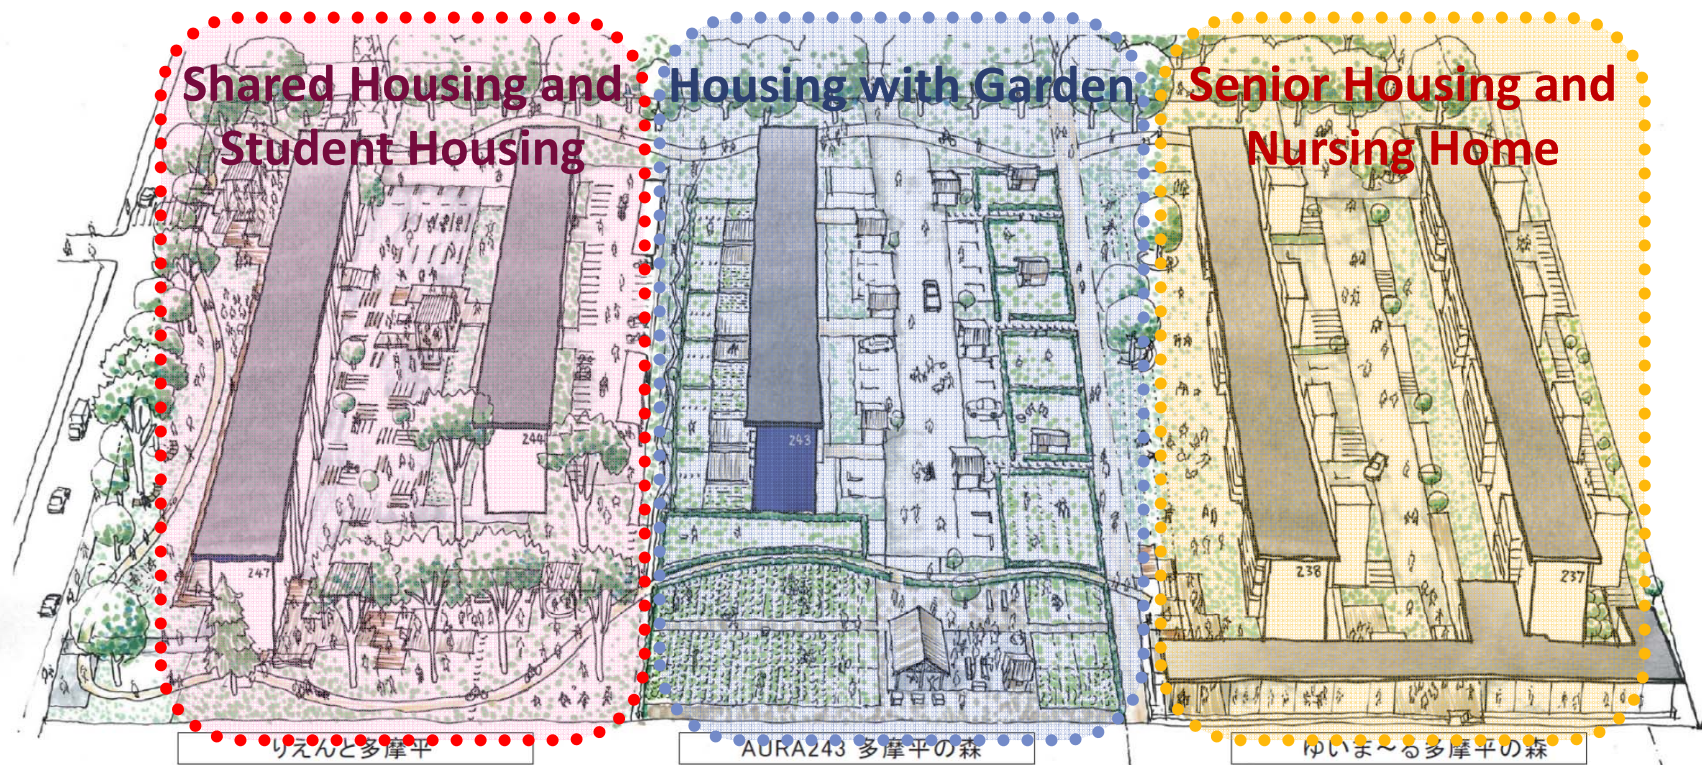 Shared Housing and
Student Housing
Housing with Garden
Senior Housing and
Nursing Home
247
244
243
238
237
りえんと多摩平
AURA243 多摩平の森
ゆいま～る多摩平の森